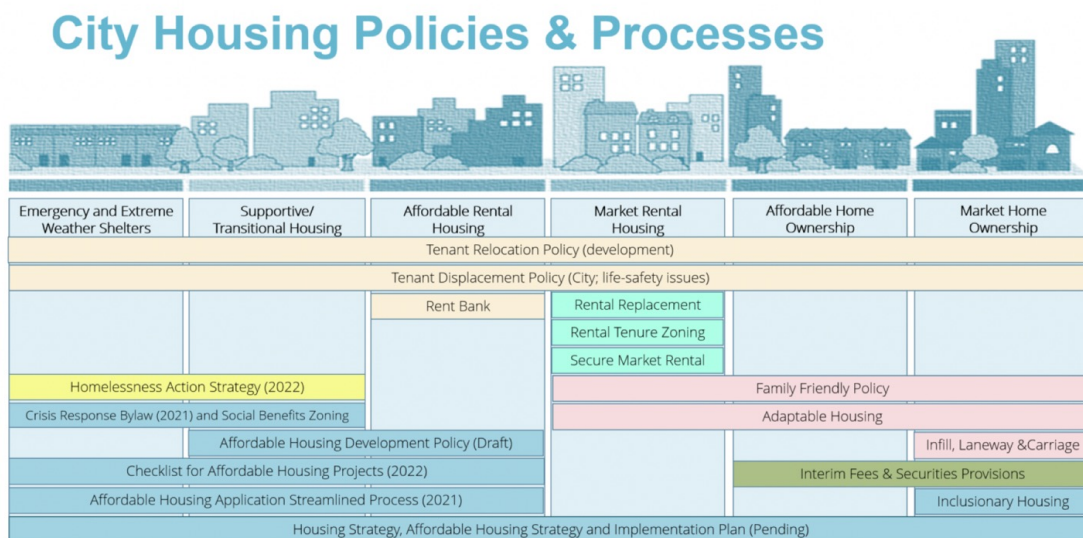 City Housing Policies & Processes
Emergency and Extreme
Weather Shelters
Supportive/
Transitional Housing
Affordable Rental
Housing
Market Rental
Housing
Affordable Home
Ownership
Market Home
Ownership
Tenant Relocation Policy (development)
Tenant Displacement Policy (City; life-safety issues)
Rent Bank
Rental Replacement
Rental Tenure Zoning
Secure Market Rental
Homelessness Action Strategy (2022)
Family Friendly Policy
Crisis Response Bylaw (2021) and Social Benefits Zoning
Adaptable Housing
Affordable Housing Development Policy (Draft)
Infill, Laneway &Carriage
Checklist for Affordable Housing Projects (2022)
Interim Fees & Securities Provisions
Affordable Housing Application Streamlined Process (2021)
Inclusionary Housing
Housing Strategy, Affordable Housing Strategy and Implementation Plan (Pending)